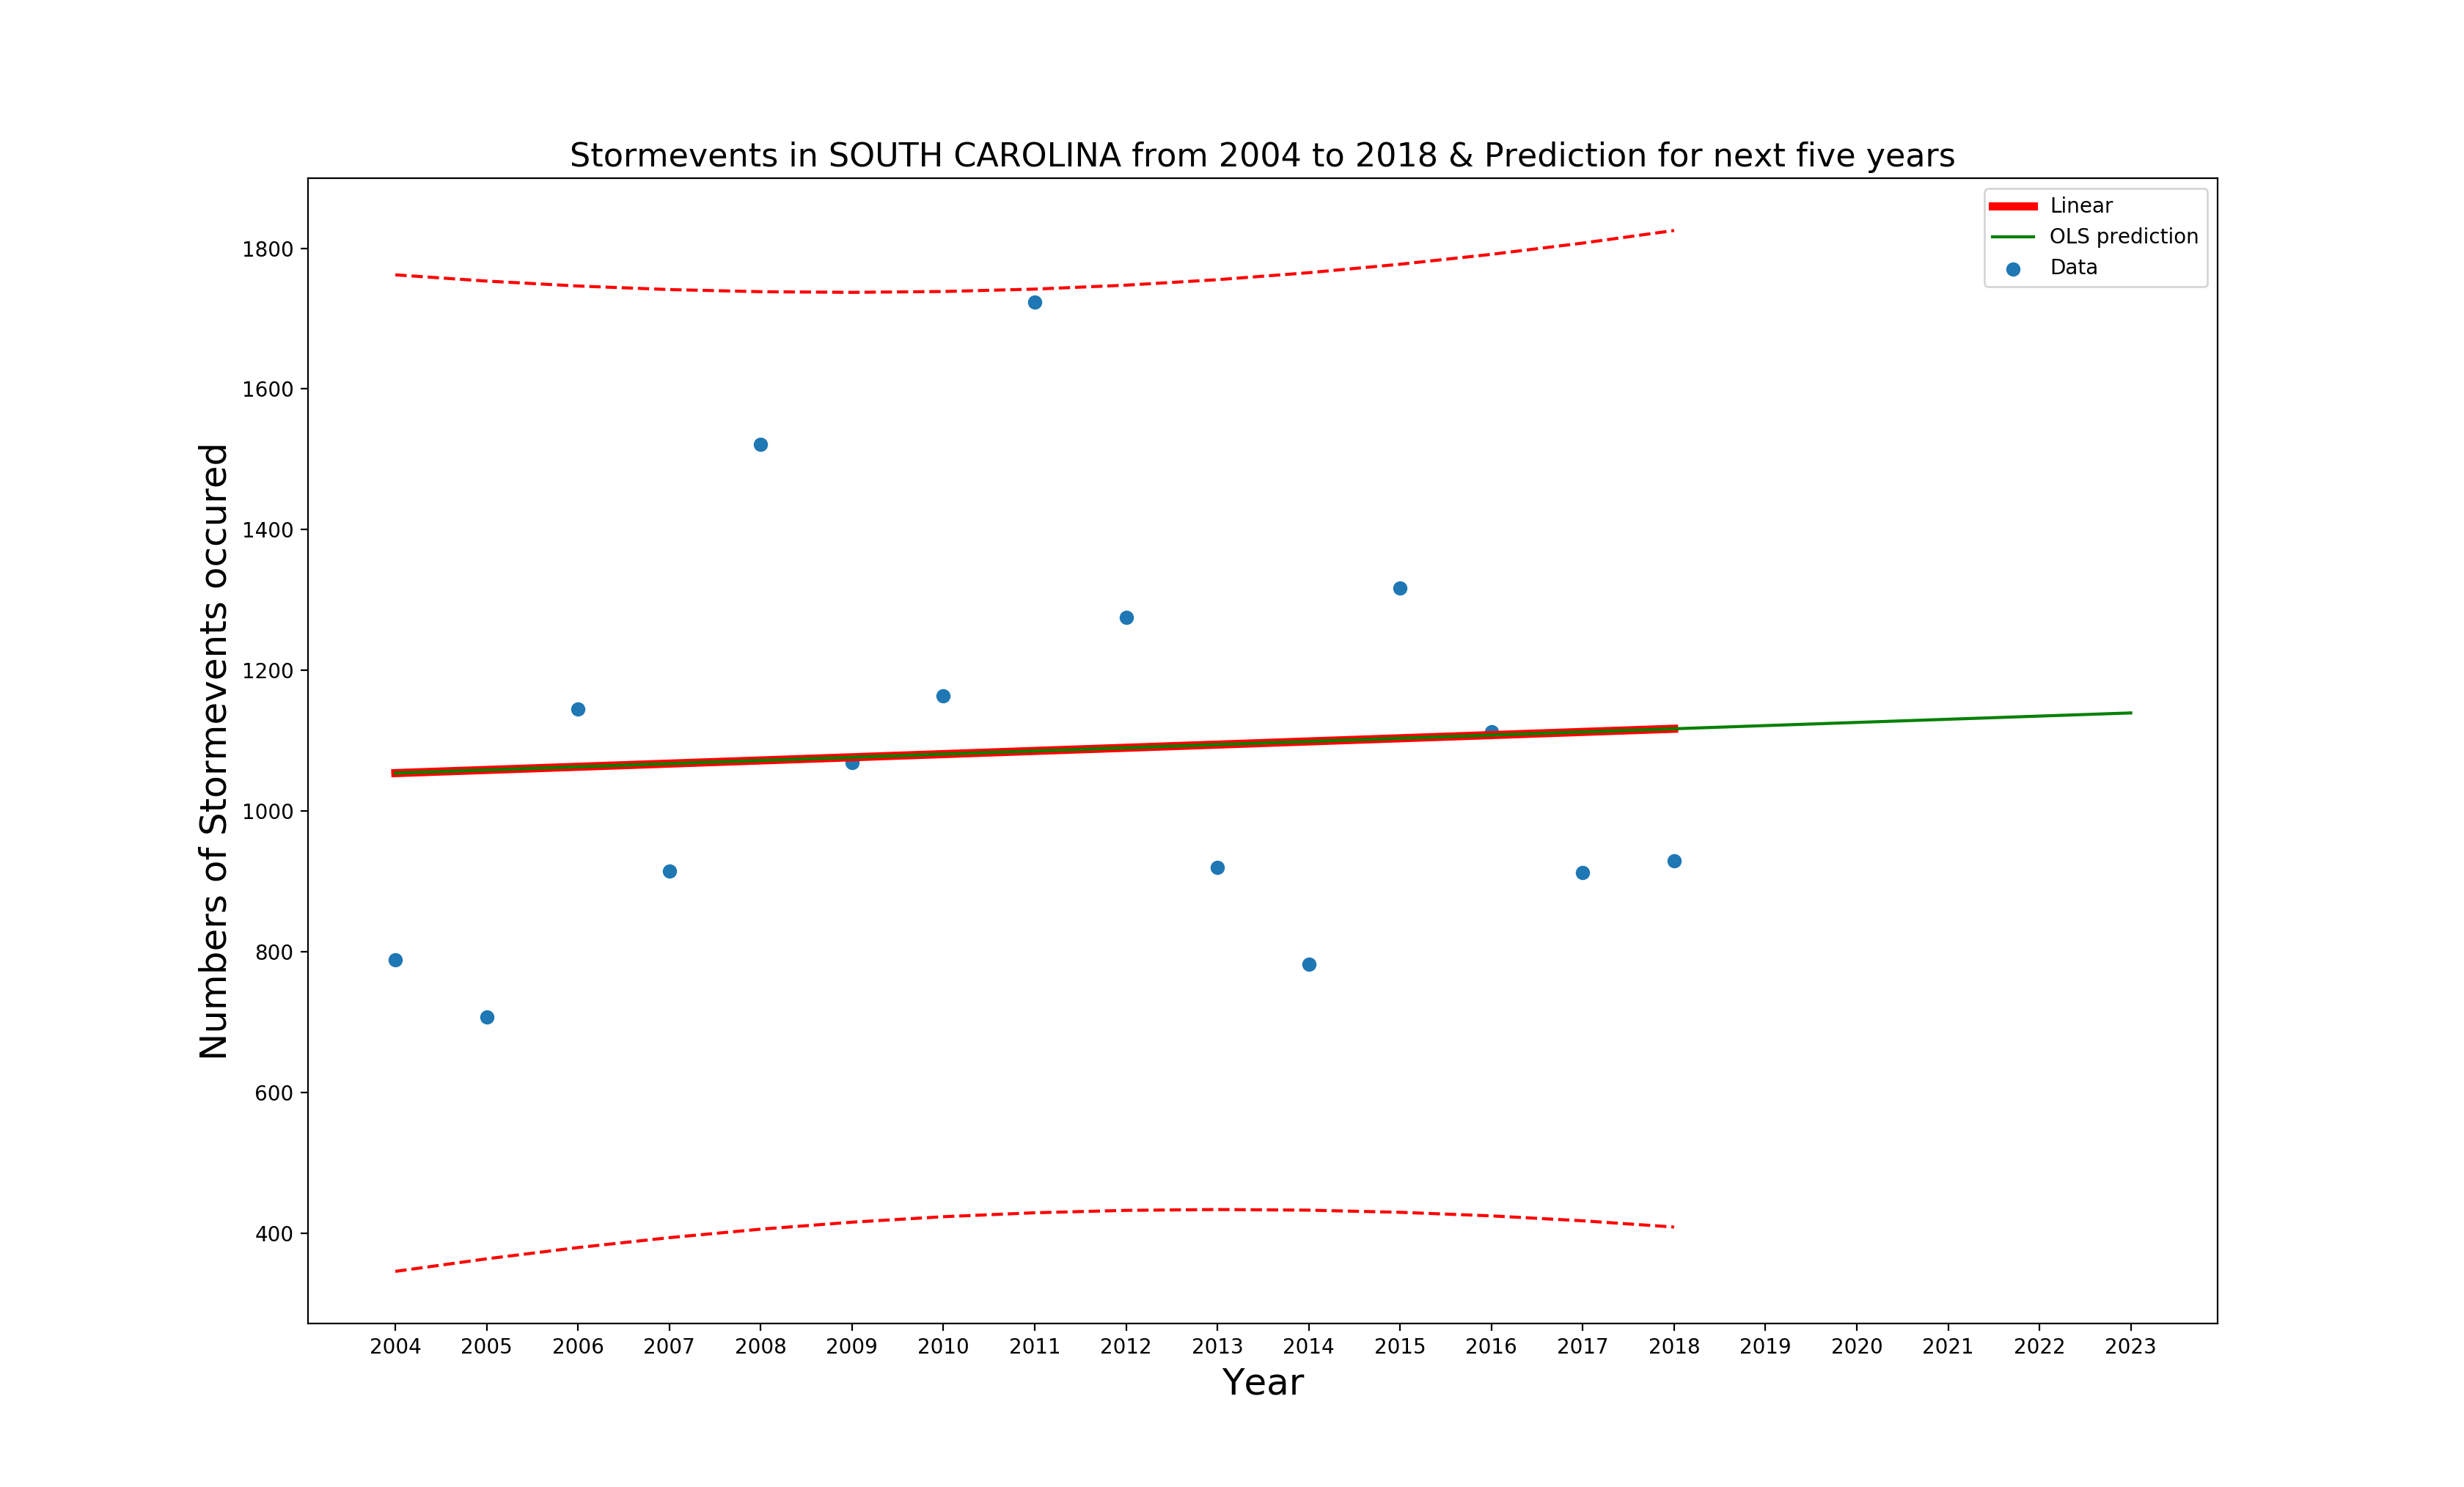 Stormevents in SOUTH CAROLINA from 2004 to 2018 & Prediction for next five years
Linear
OLS prediction
Data
Numbers of Stormevents occured
1800
1600
1400
1200
1000
800
600
400
2004 2005 2006 2007 2008 2009 2010 2011 2012 2013 2014 2015 2016 2017 2018 2019 2020 2021 2022 2023
Year